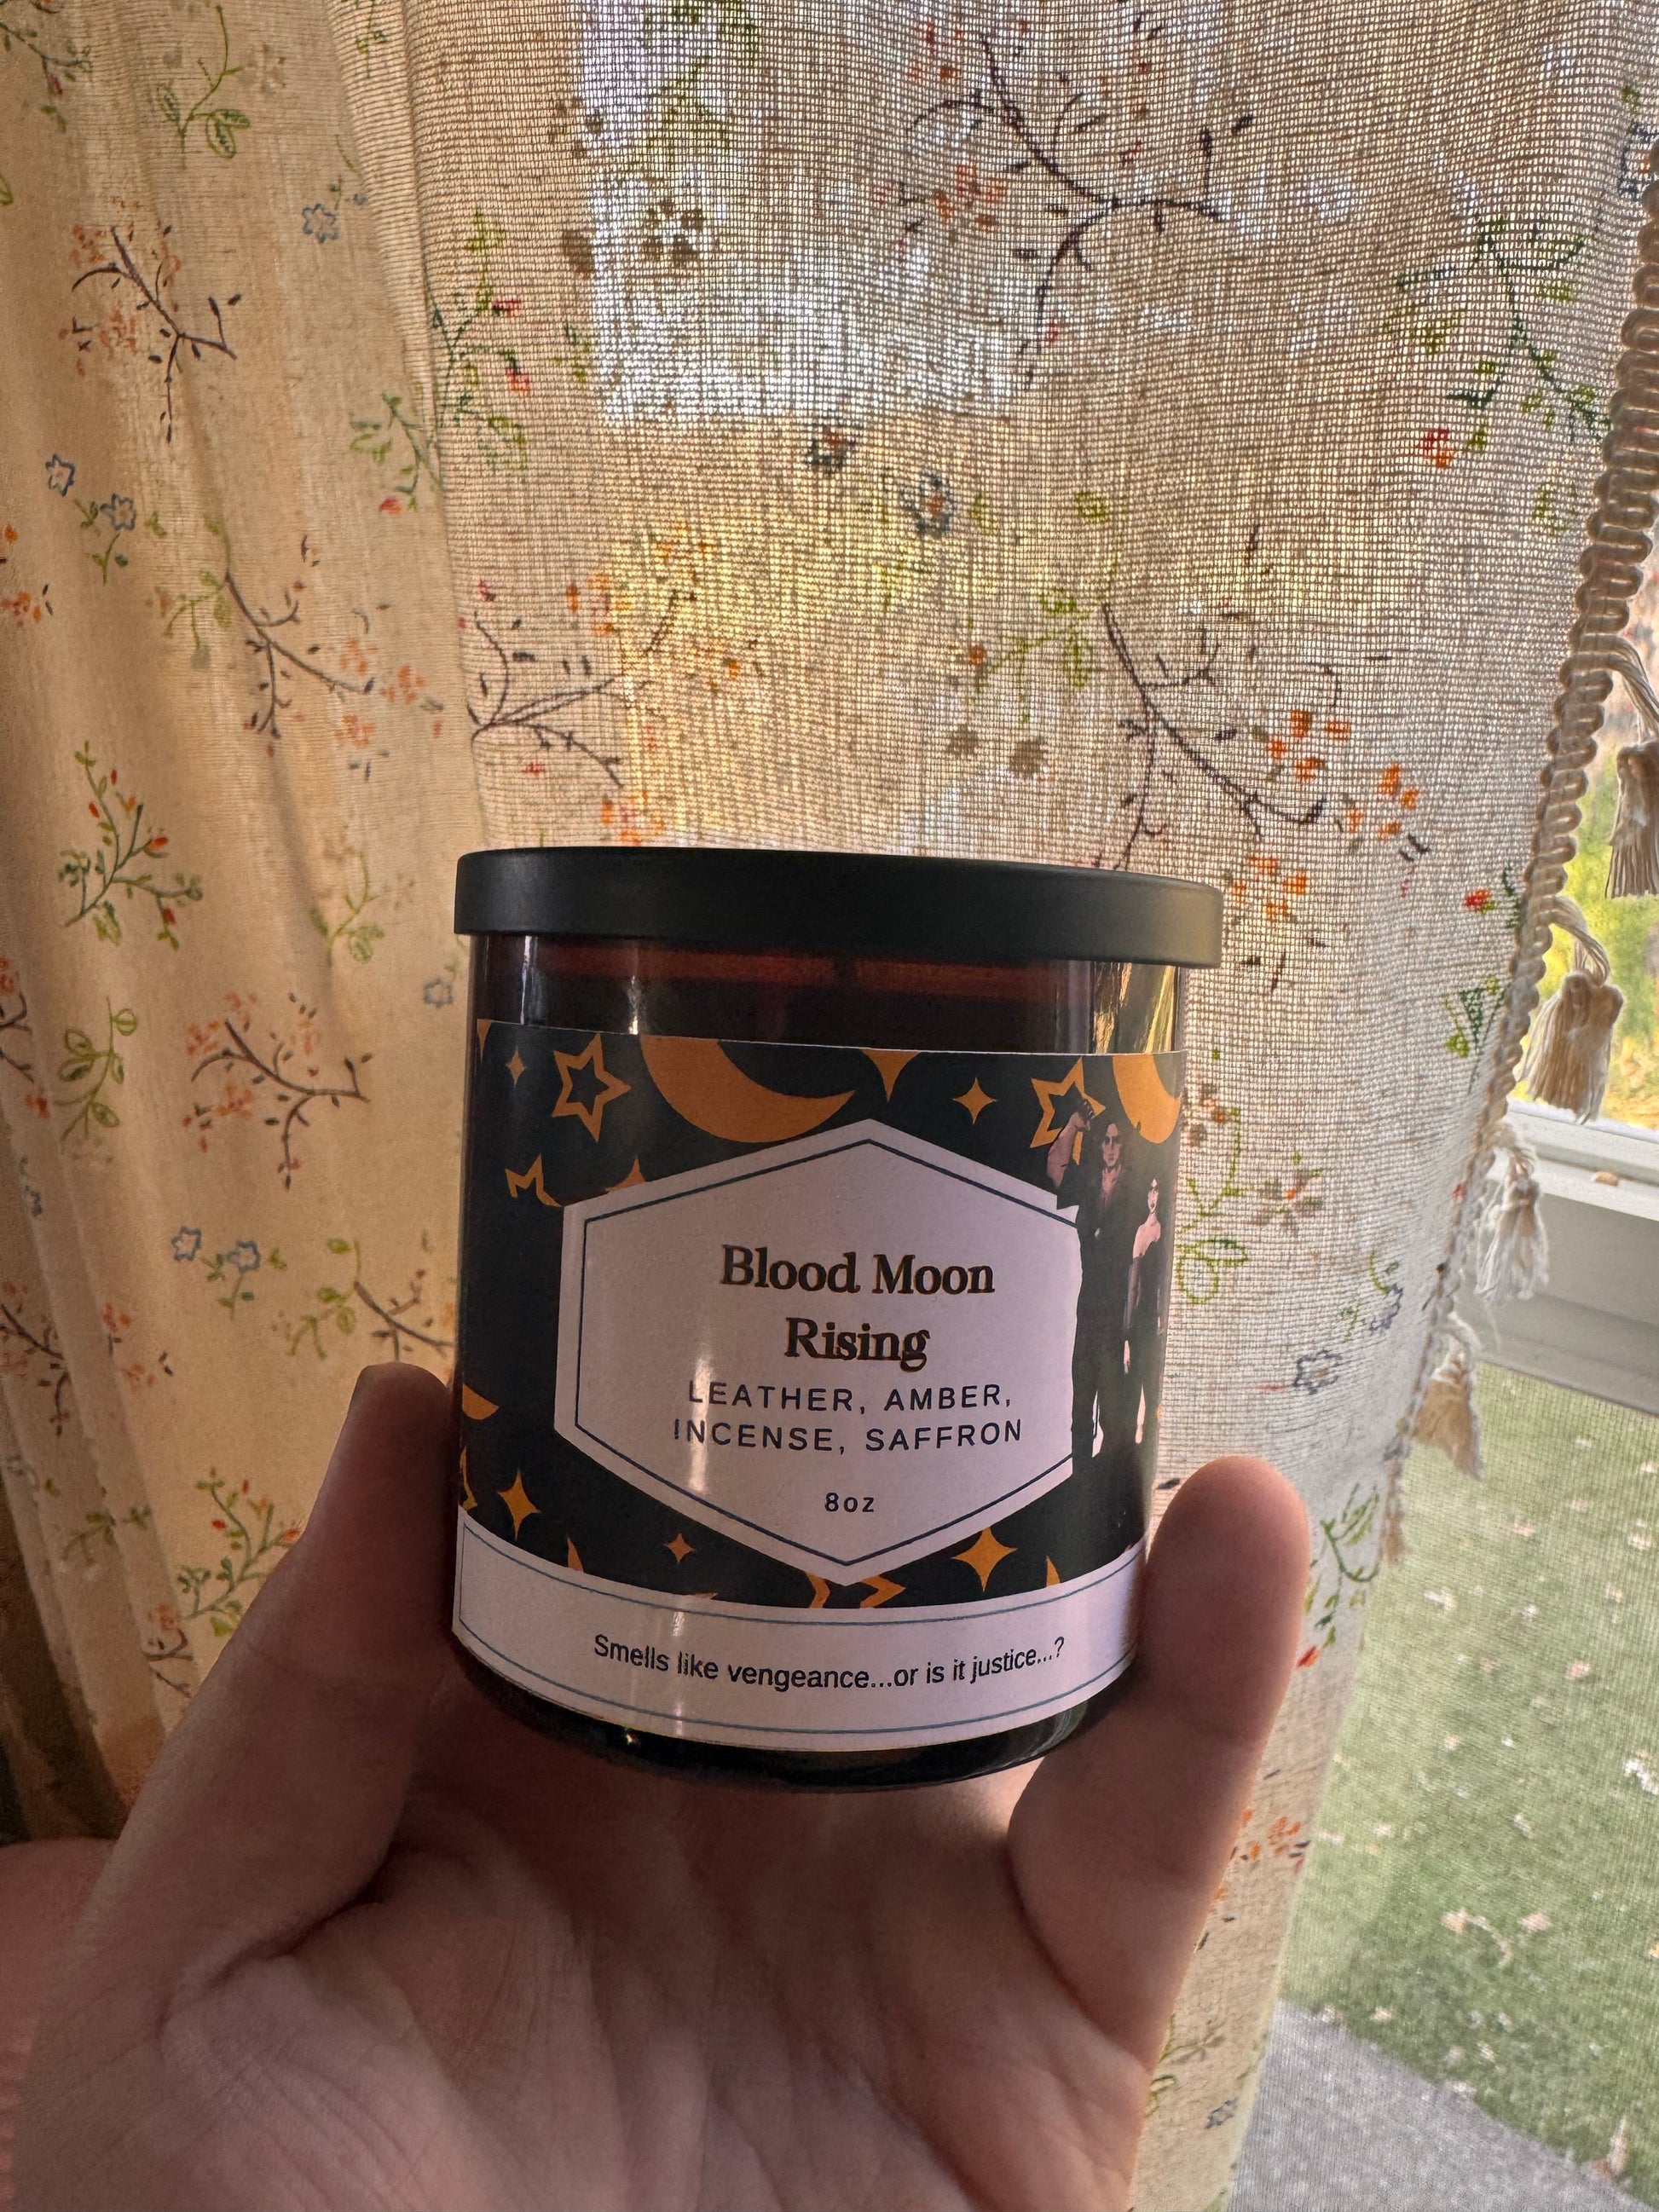 Blood Moon
Rising
LEATHER, AMBER,
INCENSE, SAFFRON
8oz
Smells like vengeance...or is it justice...?